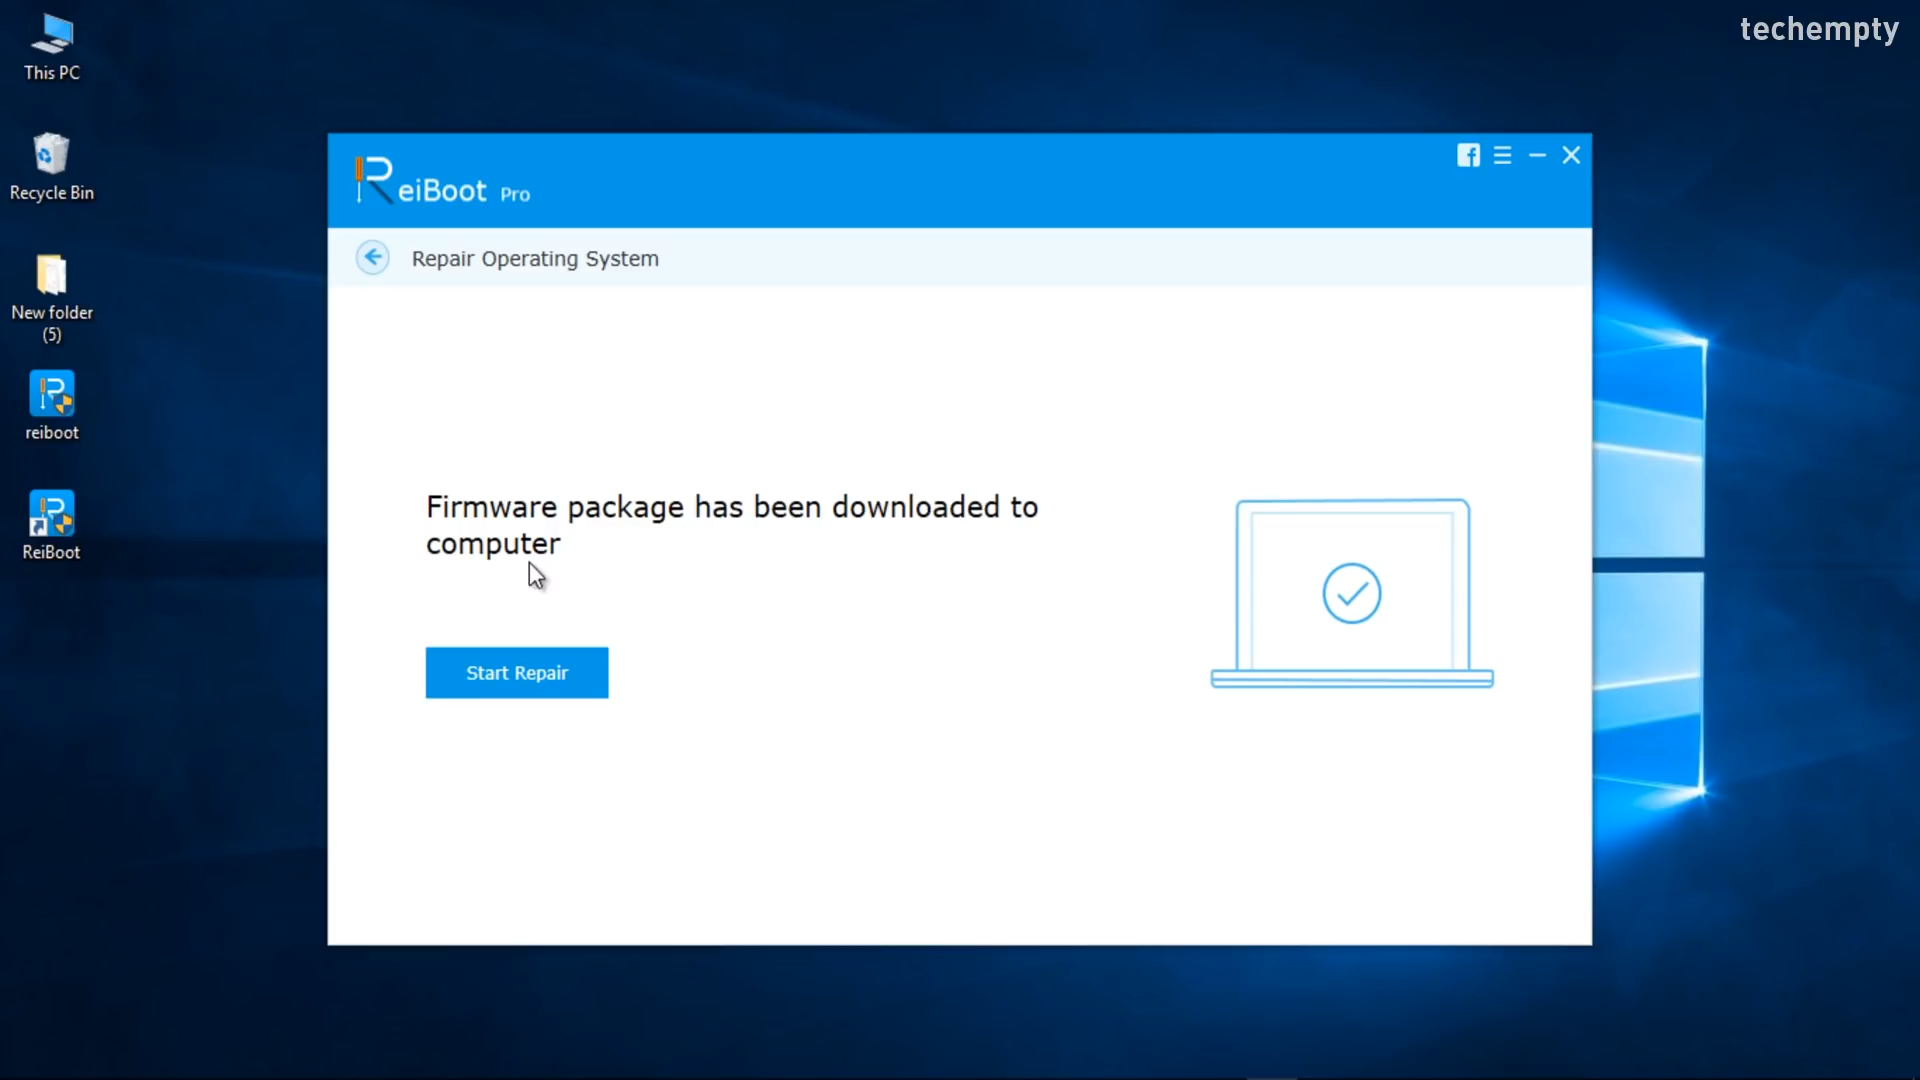 techempty
This PC
Recycle Bin
New folder
(5)
reiboot
ReiBoot
ReiBoot Pro
Repair Operating System
Firmware package has been downloaded to
computer
Start Repair